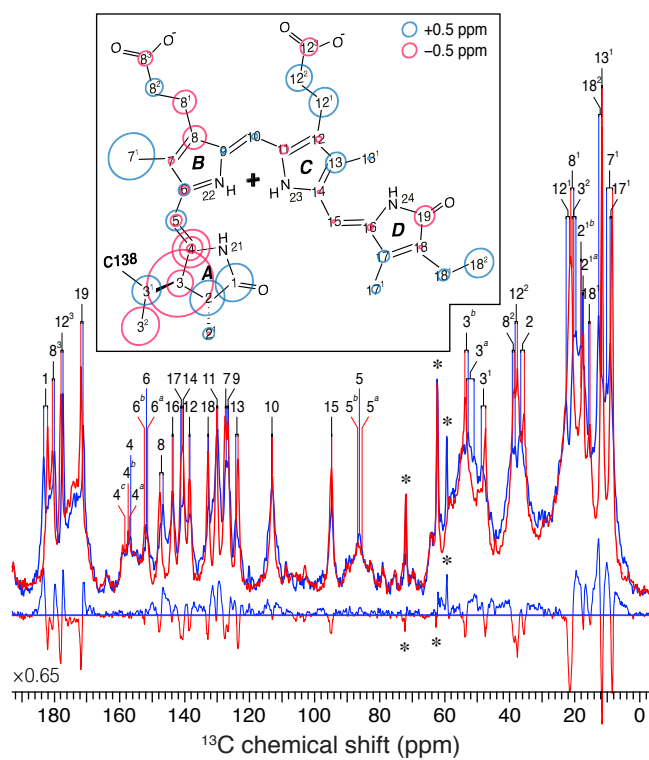 +0.5 ppm
−0.5 ppm
O O⁻
8³
8²
8¹
O O⁻
12³
12²
12¹
7¹ 7 8 B 9 10 11 12 C 13 13¹
6 N H 22
+
H N 23 14
5
15 16 H N 24 19 O
D
17 18
17¹ 18¹ 18²
4 H N 21
A
C138
3¹ 3 2 1 O
3² 2¹
13¹
18²
8¹ 7¹
12¹ 3² 17¹
2¹ᵇ
2¹ᵃ
18¹
19
12³
8³
1
6
6ᵇ 6ᵃ
4
4ᵇ
4ᶜ 4ᵃ
8
17 14
16 12
11 7 9
18 13
10
15
5
5ᵇ 5ᵃ
3ᵇ
3ᵃ
3¹
12²
8² 2
* * *
* * *
×0.65
180 160 140 120 100 80 60 40 20 0
¹³C chemical shift (ppm)